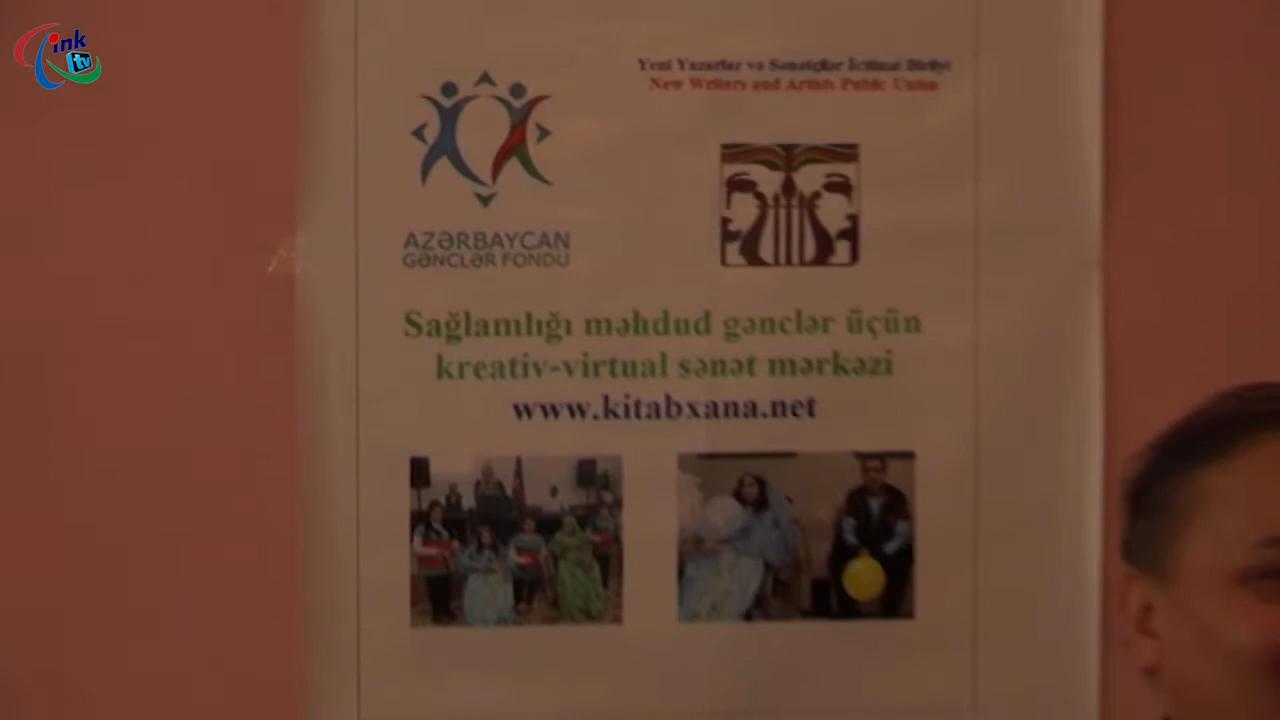 ink
tv
Yeni Yazarlar və Sənətçilər İctimai Birliyi
New Writers and Artists Public Union
AZƏRBAYCAN
GƏNCLƏR FONDU
Sağlamlığı məhdud gənclər üçün
kreativ-virtual sənət mərkəzi
www.kitabxana.net